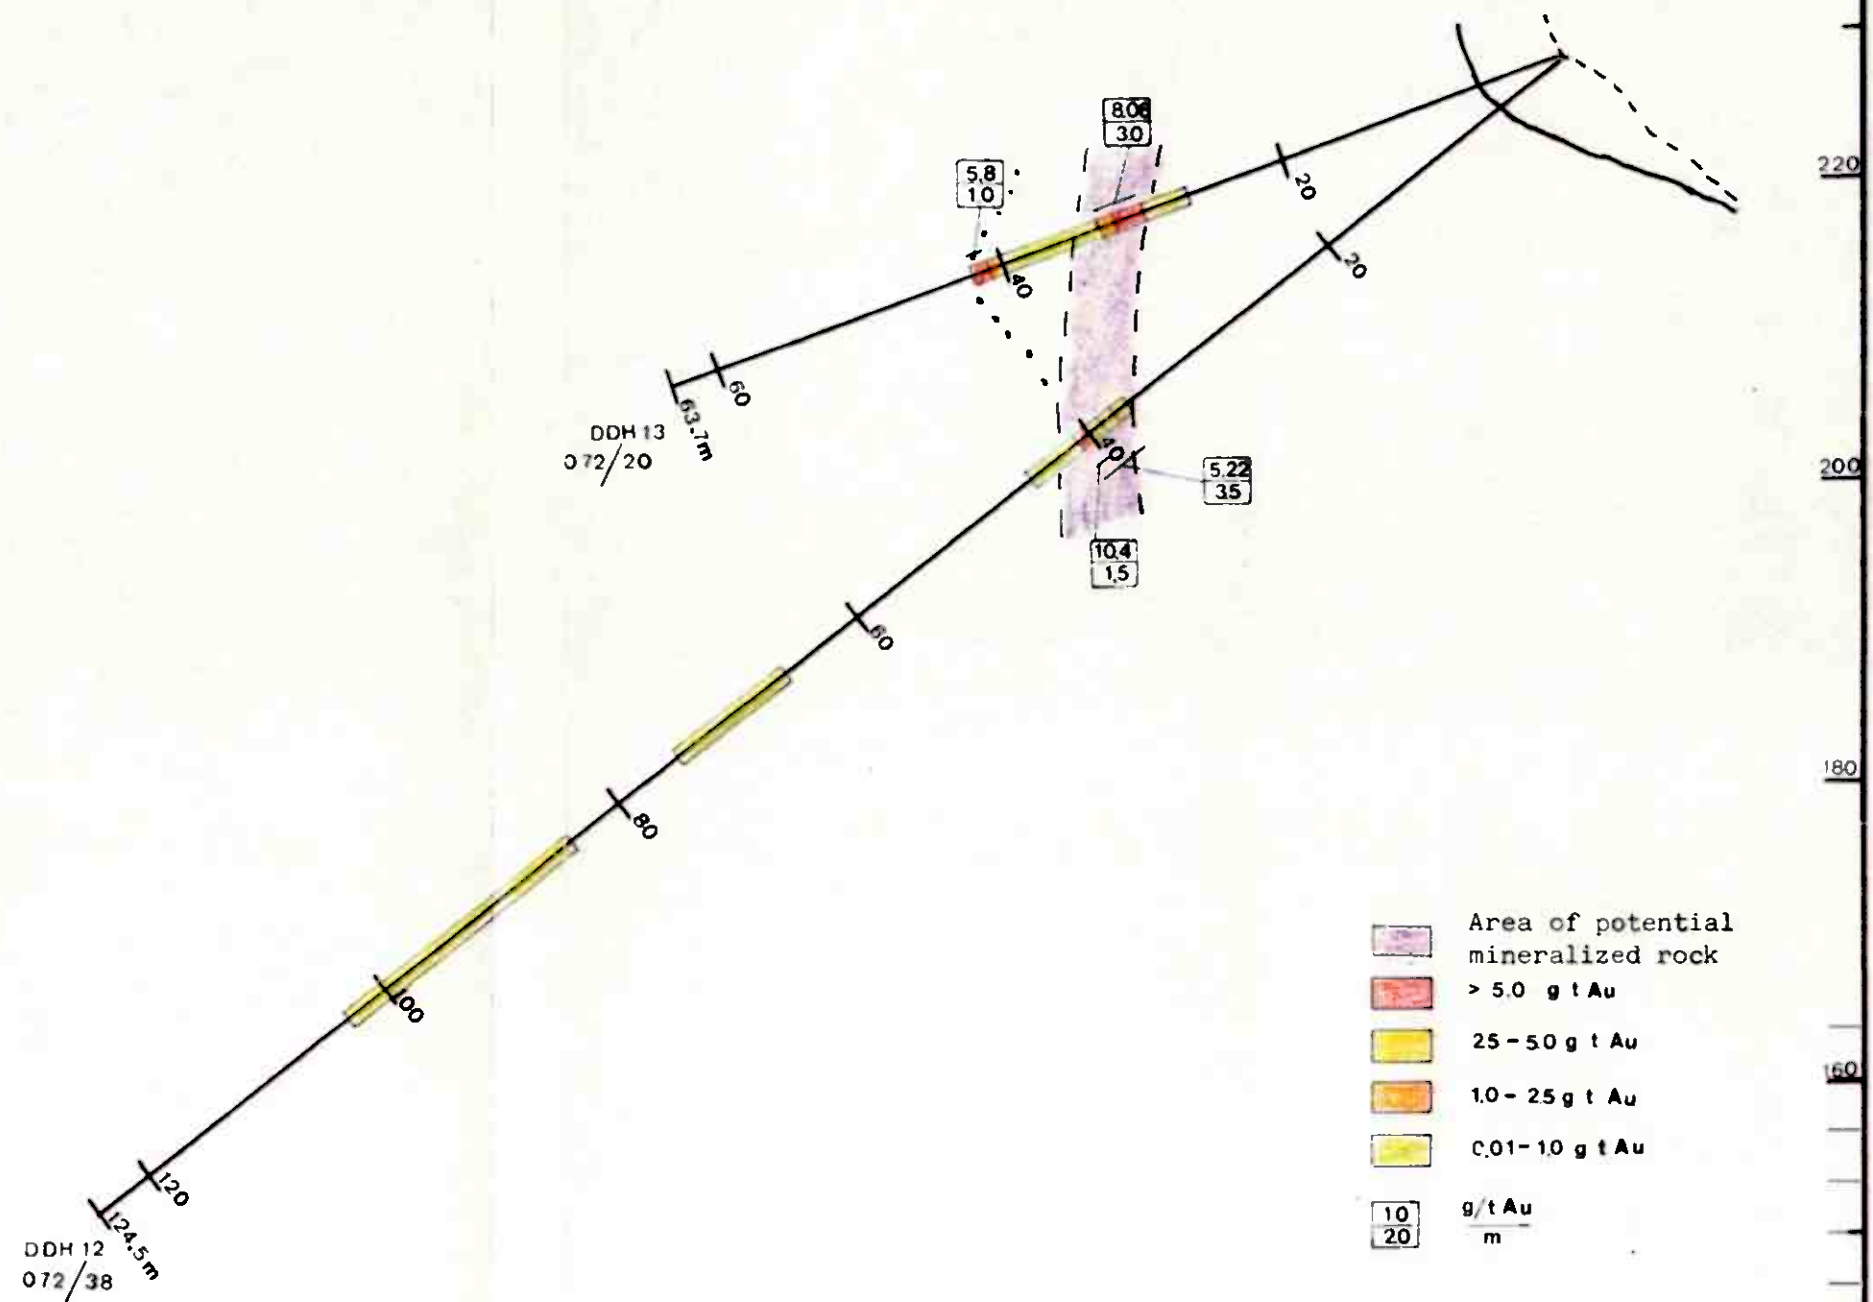 8.06
3.0
5.8
1.0
220
20
20
40
60
63.7m
DDH 13
072/20
40
200
5.22
3.5
10.4
1.5
60
180
80
Area of potential
mineralized rock
> 5.0 g t Au
2.5 - 5.0 g t Au
100
160
1.0 - 2.5 g t Au
0.01 - 1.0 g t Au
120
124.5m
10
20
g/t Au
m
DDH 12
072/38